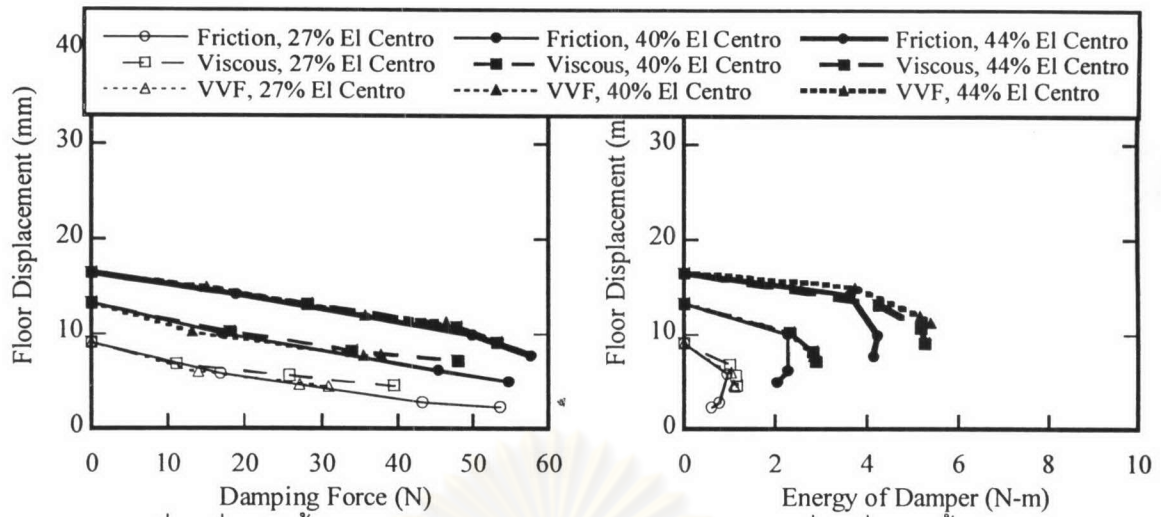 Friction, 27% El Centro Friction, 40% El Centro Friction, 44% El Centro
Viscous, 27% El Centro Viscous, 40% El Centro Viscous, 44% El Centro
VVF, 27% El Centro VVF, 40% El Centro VVF, 44% El Centro
Floor Displacement (mm)
40
30
20
10
0
0 10 20 30 40 50 60
Damping Force (N)
Floor Displacement (m
30
20
10
0
0 2 4 6 8 10
Energy of Damper (N-m)